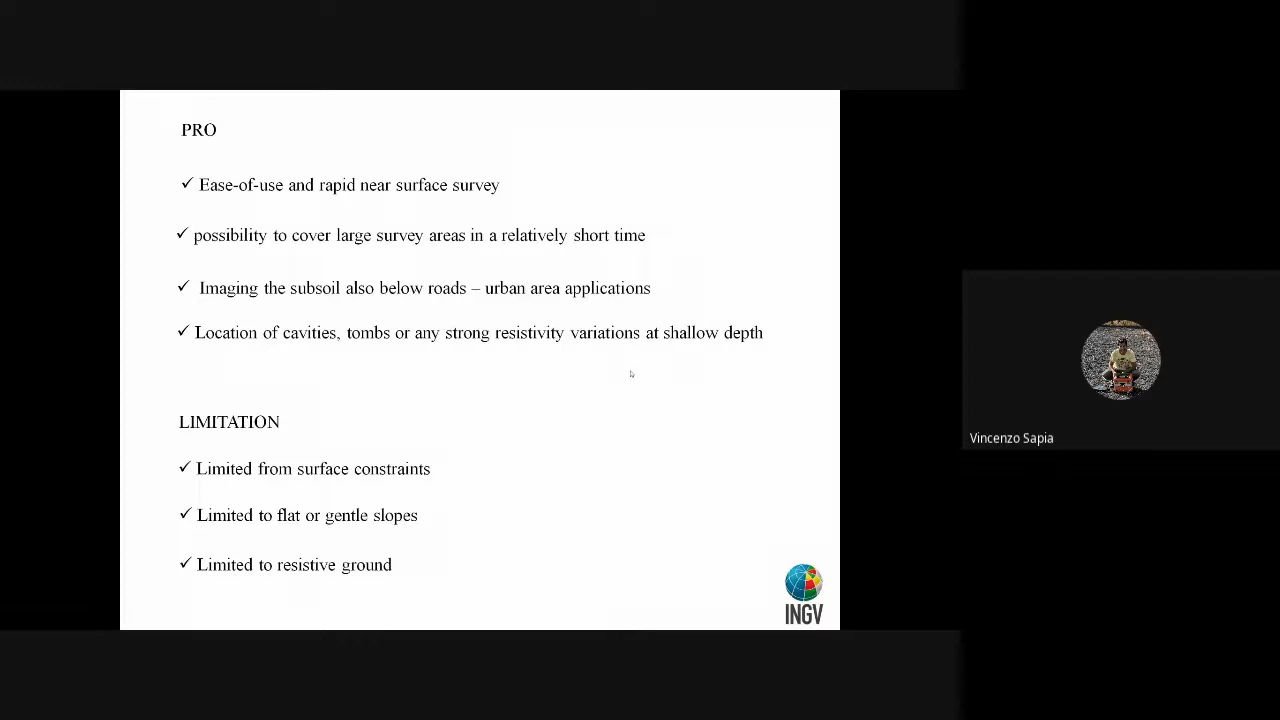 PRO
✓ Ease-of-use and rapid near surface survey
✓ possibility to cover large survey areas in a relatively short time
✓ Imaging the subsoil also below roads – urban area applications
✓ Location of cavities, tombs or any strong resistivity variations at shallow depth
LIMITATION
✓ Limited from surface constraints
✓ Limited to flat or gentle slopes
✓ Limited to resistive ground
INGV
Vincenzo Sapia